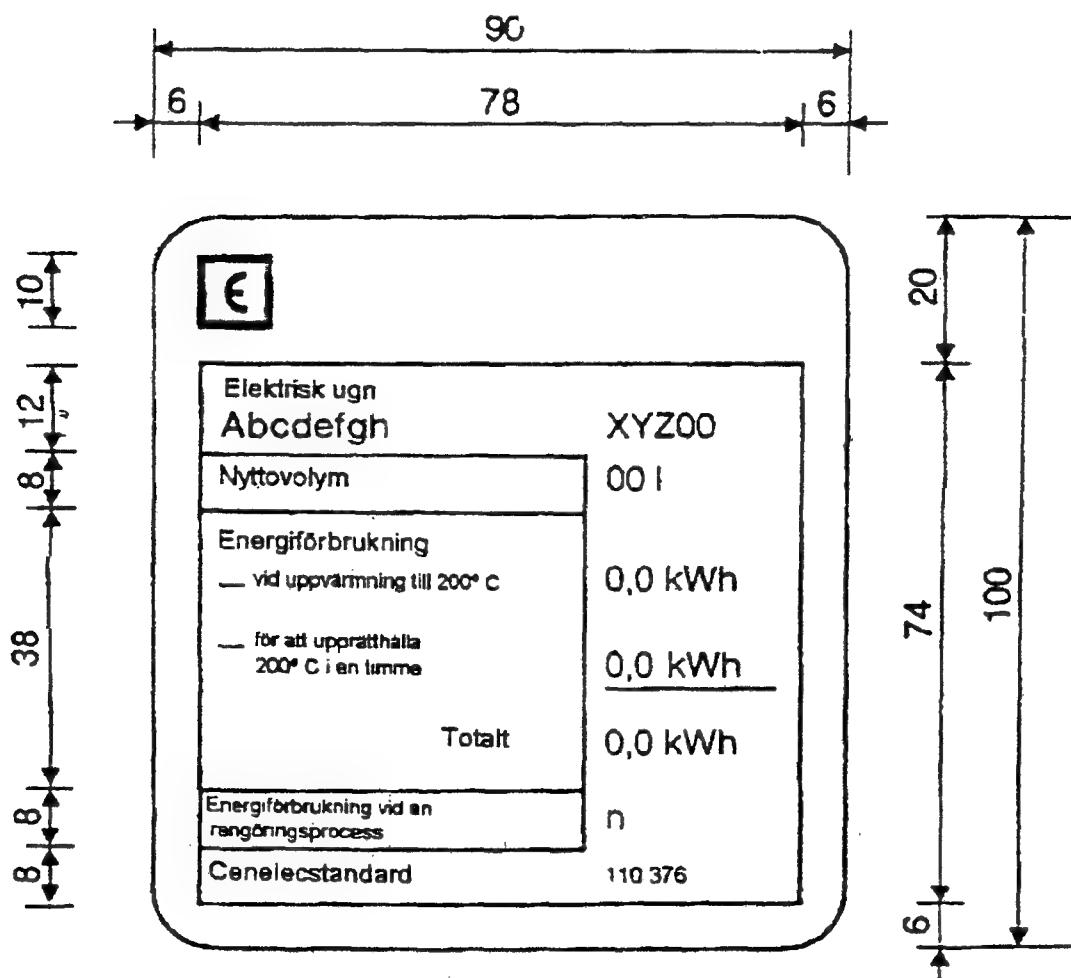 90
6 78 6
10
20
є
Elektrisk ugn
Abcdefgh XYZ00
12
Nyttovolym 00 l
8
Energiförbrukning
— vid uppvärmning till 200° C 0,0 kWh
— för att upprätthålla
200° C i en timme 0,0 kWh
38
74
100
Totalt 0,0 kWh
Energiförbrukning vid en
rengöringsprocess n
8
Cenelecstandard 110 376
8
6